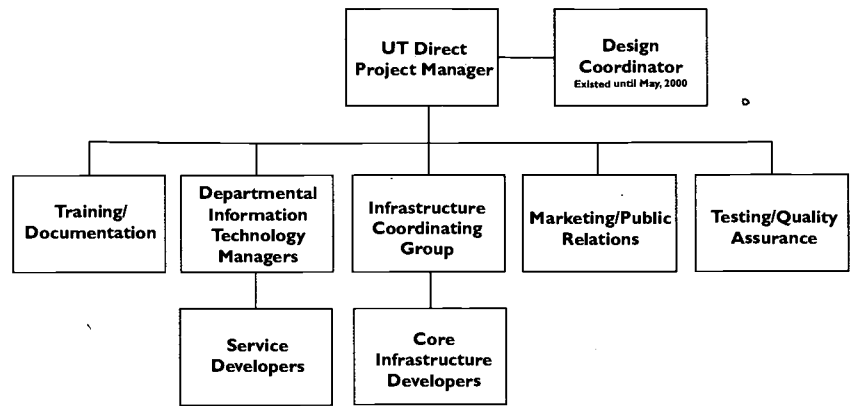 UT Direct
Project Manager
Design
Coordinator
Existed until May, 2000
Training/
Documentation
Departmental
Information
Technology
Managers
Infrastructure
Coordinating
Group
Marketing/Public
Relations
Testing/Quality
Assurance
Service
Developers
Core
Infrastructure
Developers